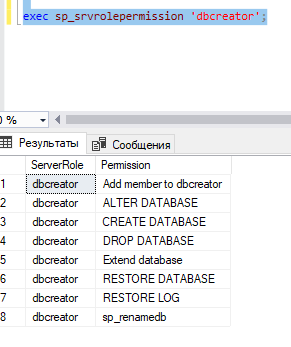 exec sp_srvrolepermission 'dbcreator';
0 %
Результаты Сообщения
ServerRole Permission
1 dbcreator Add member to dbcreator
2 dbcreator ALTER DATABASE
3 dbcreator CREATE DATABASE
4 dbcreator DROP DATABASE
5 dbcreator Extend database
6 dbcreator RESTORE DATABASE
7 dbcreator RESTORE LOG
8 dbcreator sp_renamedb